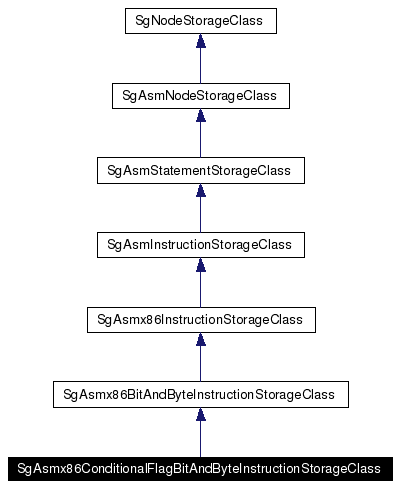 SgNodeStorageClass
SgAsmNodeStorageClass
SgAsmStatementStorageClass
SgAsmInstructionStorageClass
SgAsmx86InstructionStorageClass
SgAsmx86BitAndByteInstructionStorageClass
SgAsmx86ConditionalFlagBitAndByteInstructionStorageClass